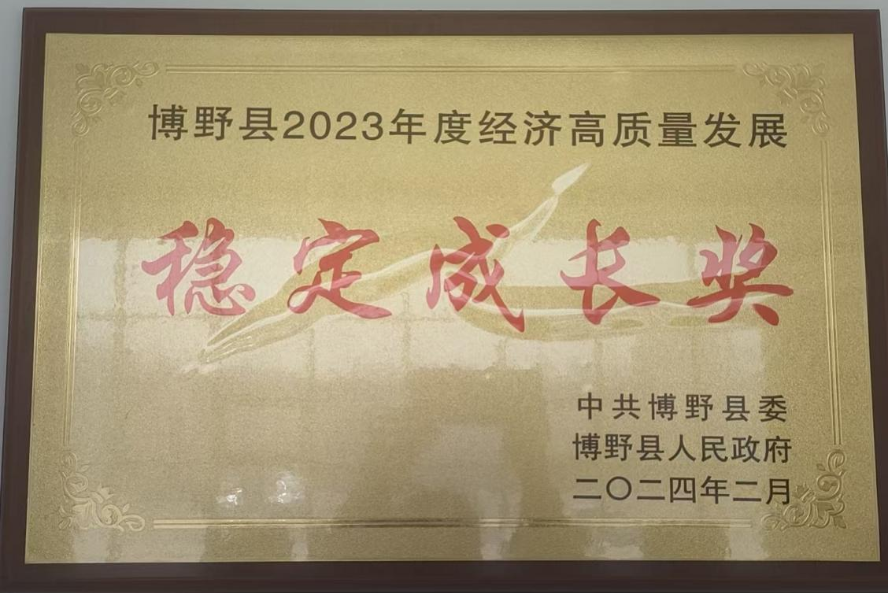 博野县2023年度经济高质量发展
稳定成长奖
中共博野县委
博野县人民政府
二〇二四年二月